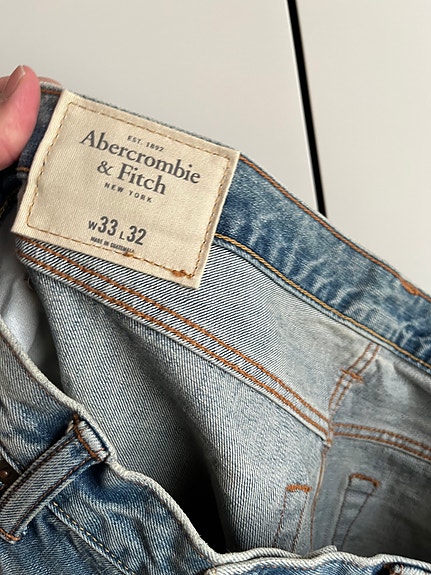 EST. 1892
Abercrombie
& Fitch
NEW YORK
W33 L32
MADE IN GUATEMALA